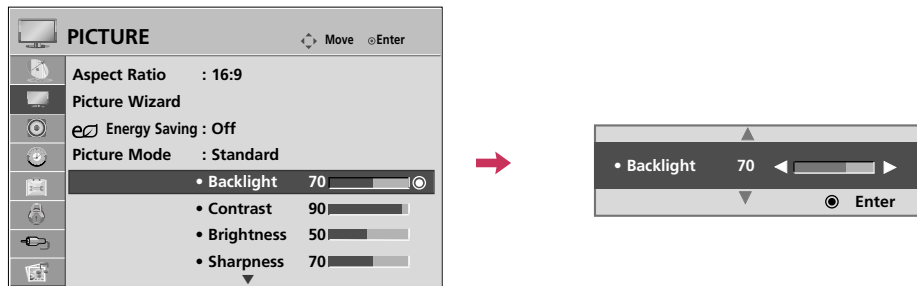 PICTURE
Move Enter
Aspect Ratio : 16:9
Picture Wizard
Energy Saving : Off
Picture Mode : Standard
• Backlight 70
• Contrast 90
• Brightness 50
• Sharpness 70
• Backlight 70
Enter